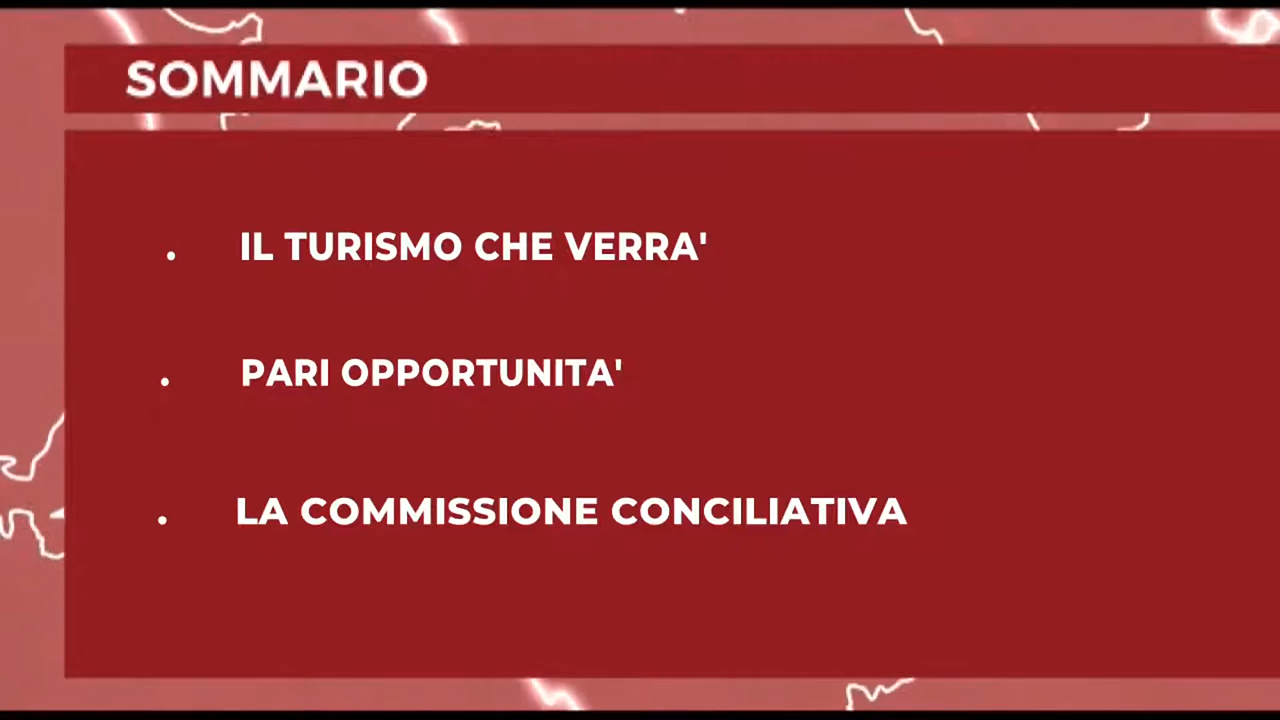 SOMMARIO
. IL TURISMO CHE VERRA'
. PARI OPPORTUNITA'
. LA COMMISSIONE CONCILIATIVA